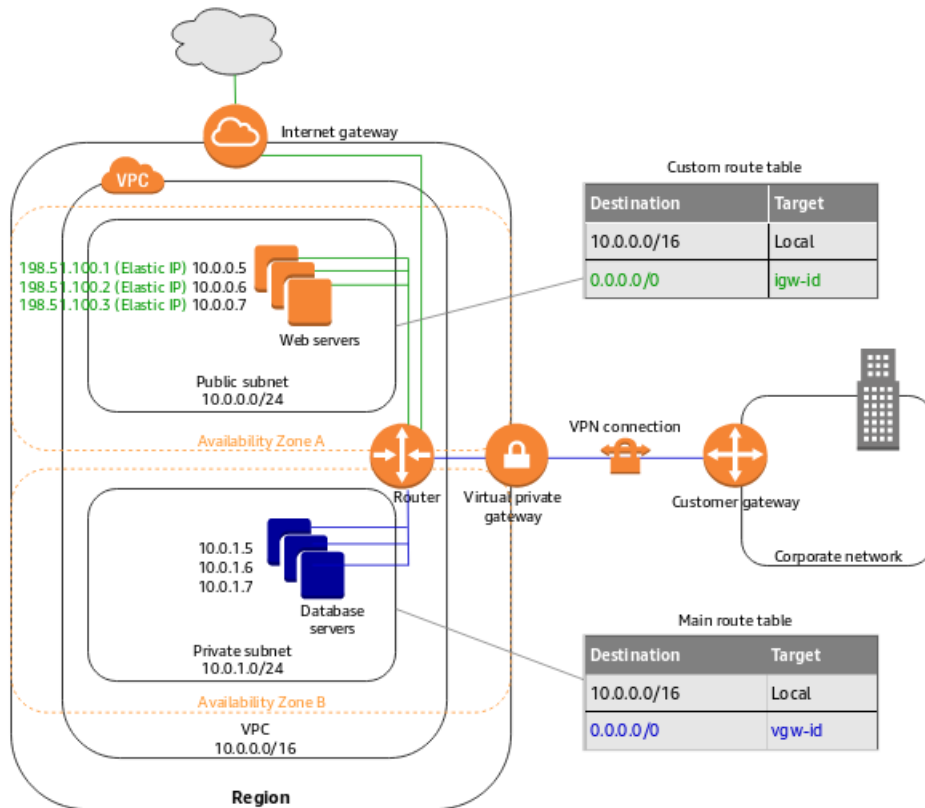 Internet gateway
VPC
198.51.100.1 (Elastic IP) 10.0.0.5
198.51.100.2 (Elastic IP) 10.0.0.6
198.51.100.3 (Elastic IP) 10.0.0.7
Web servers
Public subnet
10.0.0.0/24
Availability Zone A
Custom route table
Destination Target
10.0.0.0/16 Local
0.0.0.0/0 igw-id
Router
Virtual private
gateway
VPN connection
Customer gateway
Corporate network
10.0.1.5
10.0.1.6
10.0.1.7
Database
servers
Private subnet
10.0.1.0/24
Availability Zone B
VPC
10.0.0.0/16
Region
Main route table
Destination Target
10.0.0.0/16 Local
0.0.0.0/0 vgw-id